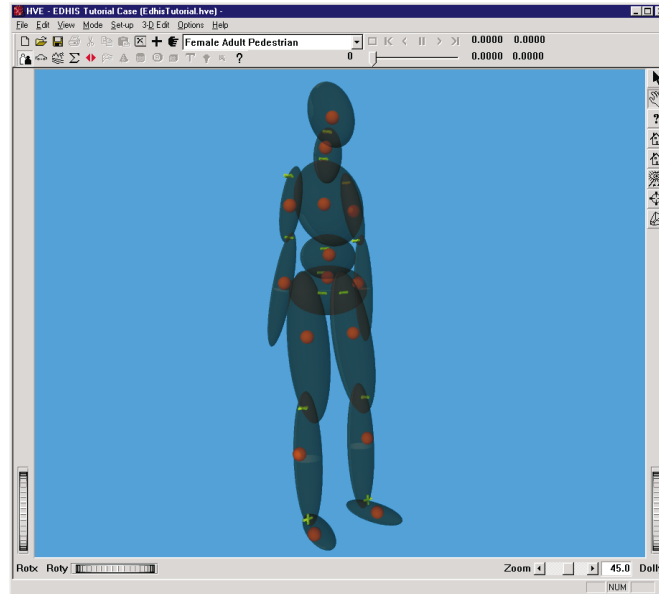 HVE - EDHIS Tutorial Case (EdhisTutorial.hve) -
File Edit View Mode Set-up 3-D Edit Options Help
Female Adult Pedestrian 0.0000 0.0000
? 0 0.0000 0.0000
?
Rotx Roty Zoom 45.0 Dolly
NUM